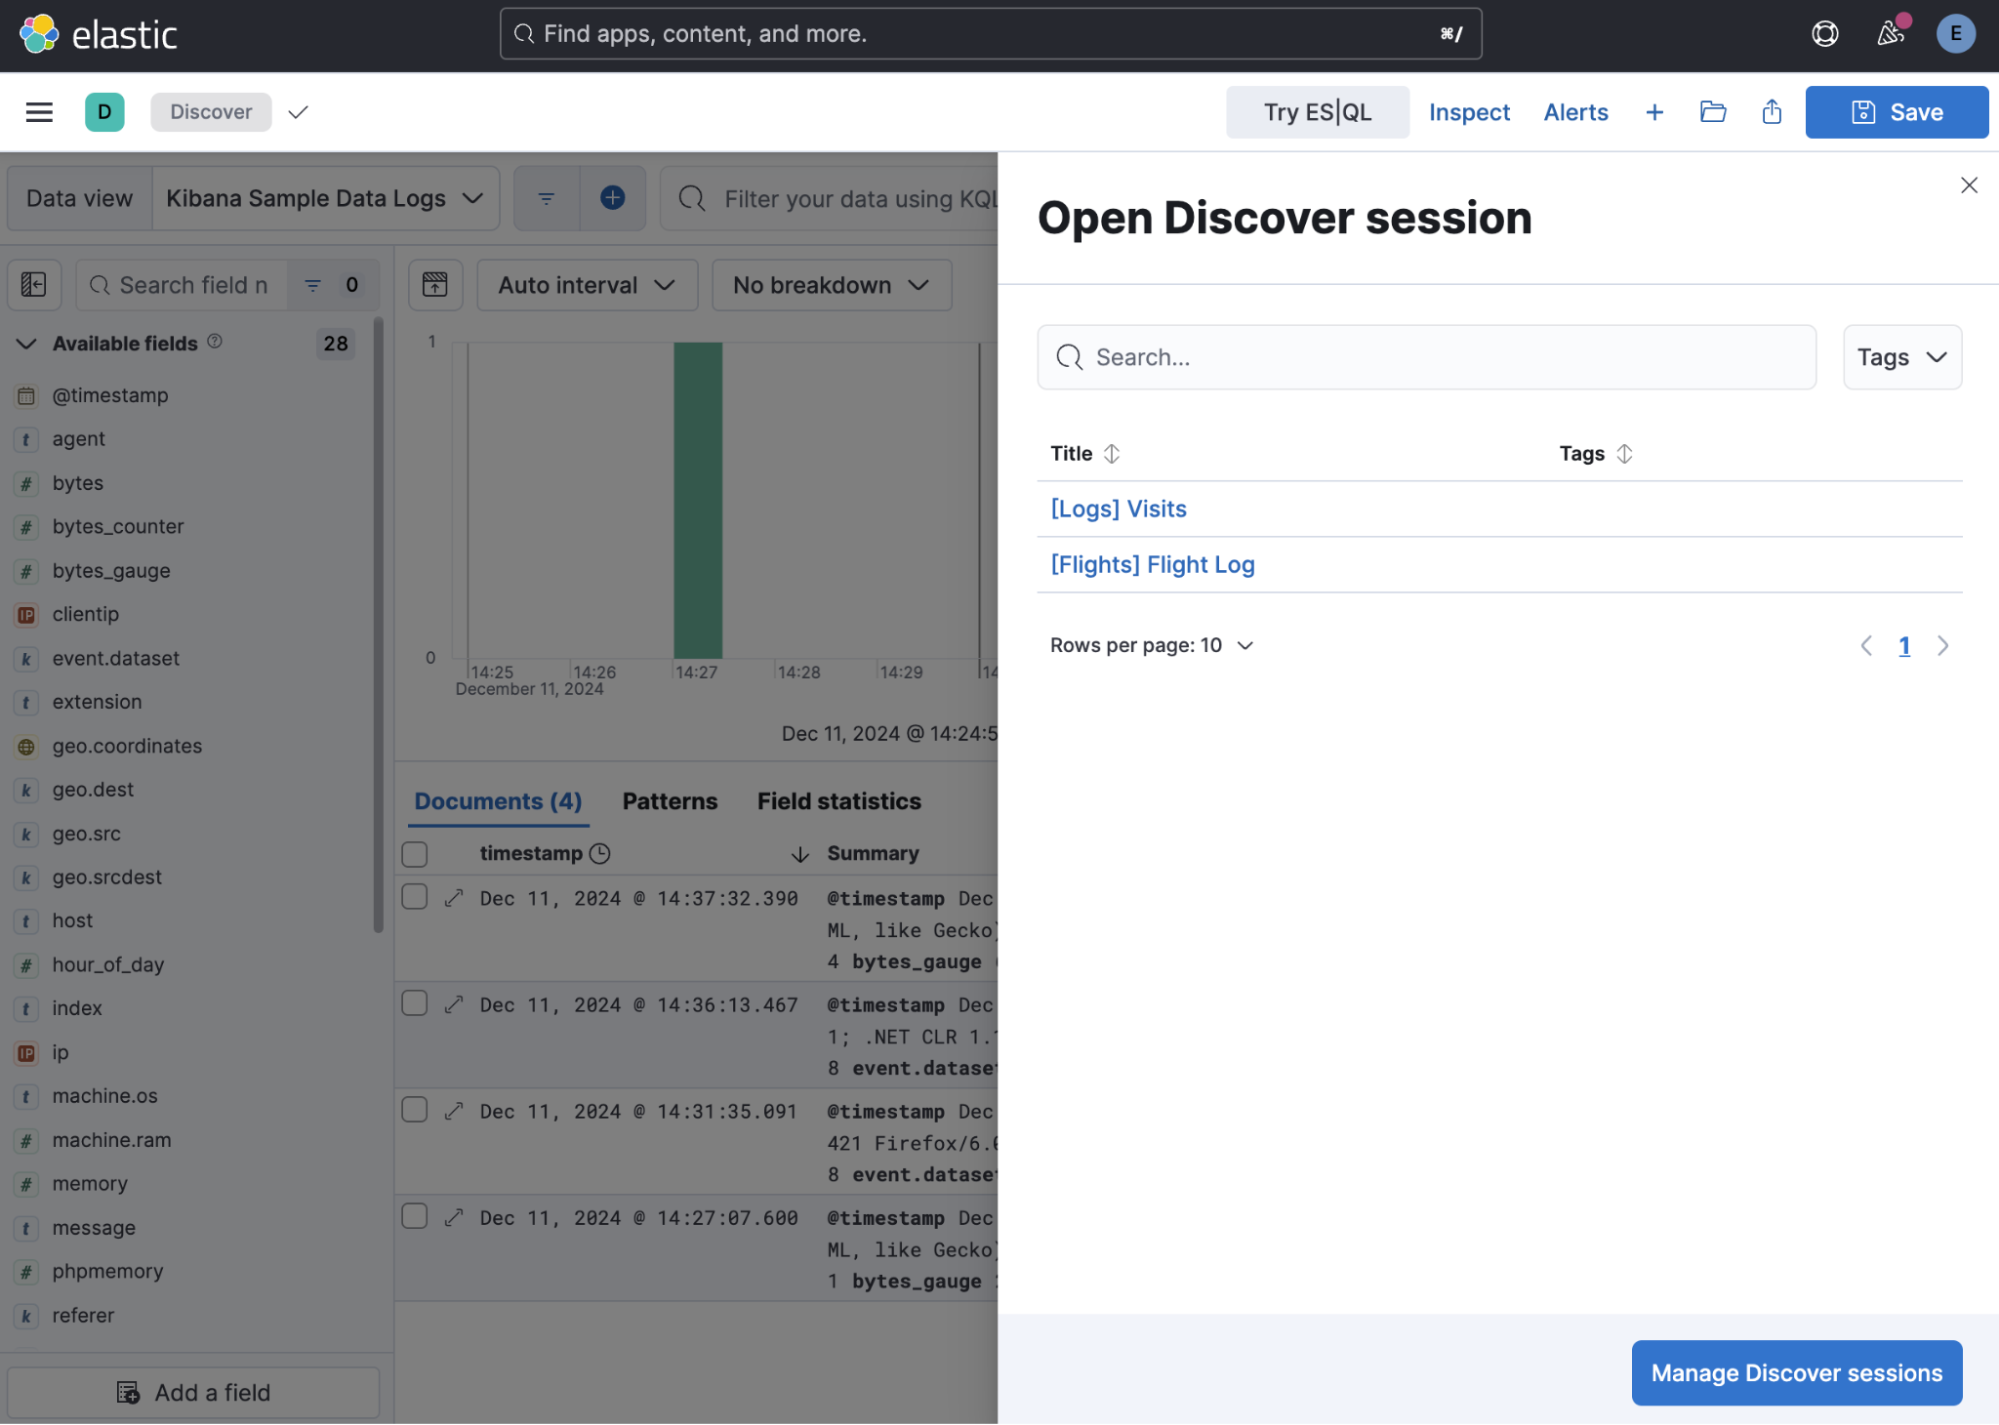 elastic
Find apps, content, and more.
⌘/
E
D
Discover
Try ES|QL
Inspect
Alerts
Save
Data view
Kibana Sample Data Logs
Filter your data using KQL
Search field n
0
Available fields
28
@timestamp
t agent
# bytes
# bytes_counter
# bytes_gauge
IP clientip
k event.dataset
t extension
geo.coordinates
k geo.dest
k geo.src
k geo.srcdest
t host
# hour_of_day
t index
IP ip
t machine.os
# machine.ram
# memory
t message
# phpmemory
k referer
Add a field
Auto interval
No breakdown
1
0
14:25
14:26
14:27
14:28
14:29
14
December 11, 2024
Dec 11, 2024 @ 14:24:5
Documents (4)
Patterns
Field statistics
timestamp
Summary
Dec 11, 2024 @ 14:37:32.390
@timestamp Dec
ML, like Gecko)
4 bytes_gauge
Dec 11, 2024 @ 14:36:13.467
@timestamp Dec
1; .NET CLR 1.1
8 event.dataset
Dec 11, 2024 @ 14:31:35.091
@timestamp Dec
421 Firefox/6.0
8 event.dataset
Dec 11, 2024 @ 14:27:07.600
@timestamp Dec
ML, like Gecko)
1 bytes_gauge
Open Discover session
Search...
Tags
Title
Tags
[Logs] Visits
[Flights] Flight Log
Rows per page: 10
1
Manage Discover sessions